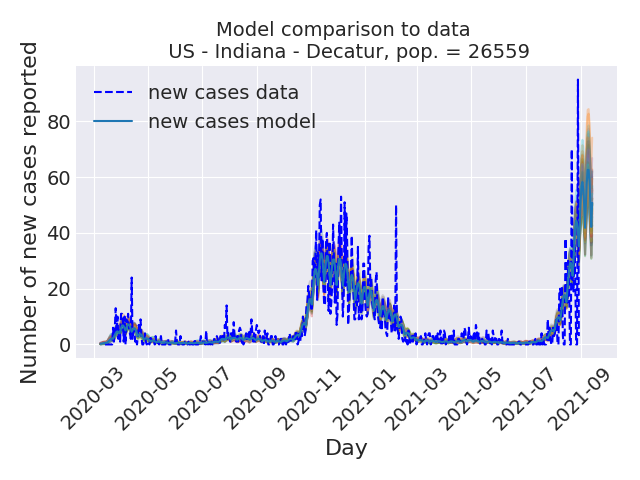 Model comparison to data
US - Indiana - Decatur, pop. = 26559
Number of new cases reported
new cases data
new cases model
80
60
40
20
0
2020-03
2020-05
2020-07
2020-09
2020-11
2021-01
2021-03
2021-05
2021-07
2021-09
Day